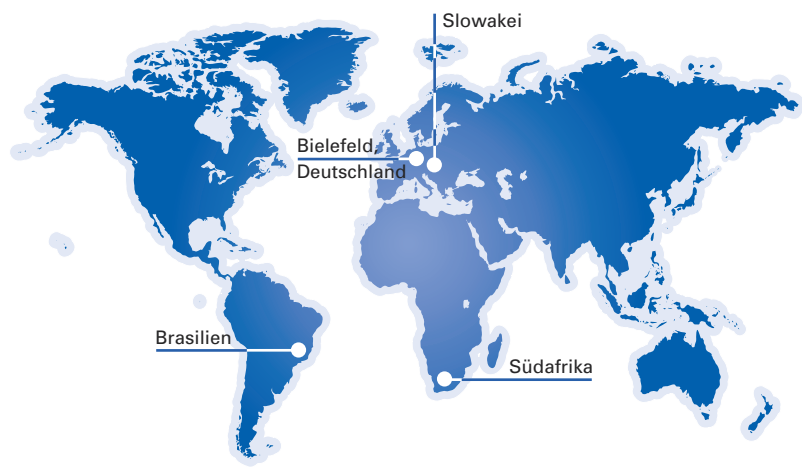 Slowakei
Bielefeld,
Deutschland
Brasilien
Südafrika